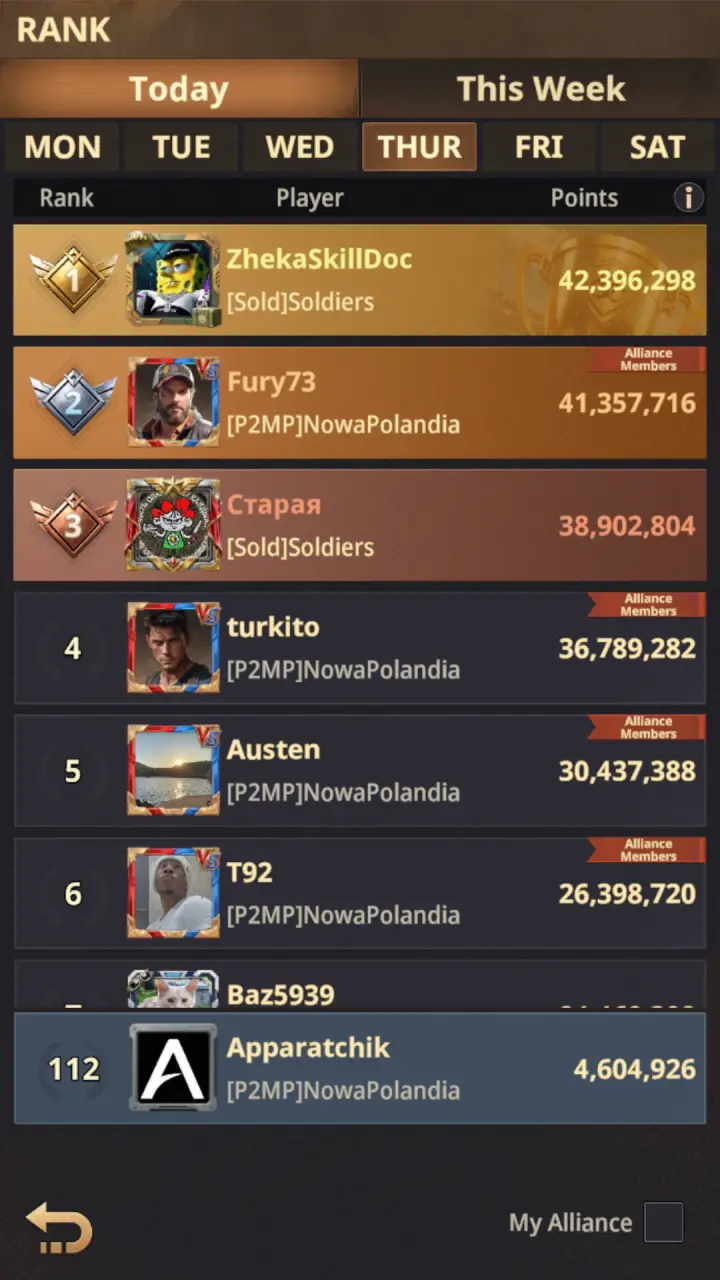 RANK
Today This Week
MON TUE WED THUR FRI SAT
Rank Player Points i
1 ZhekaSkillDoc 42,396,298
[Sold]Soldiers
Alliance
Members
2 Fury73 41,357,716
[P2MP]NowaPolandia
3 Старая 38,902,804
[Sold]Soldiers
Alliance
Members
4 turkito 36,789,282
[P2MP]NowaPolandia
Alliance
Members
5 Austen 30,437,388
[P2MP]NowaPolandia
Alliance
Members
6 T92 26,398,720
[P2MP]NowaPolandia
Baz5939
112 Apparatchik 4,604,926
[P2MP]NowaPolandia
My Alliance